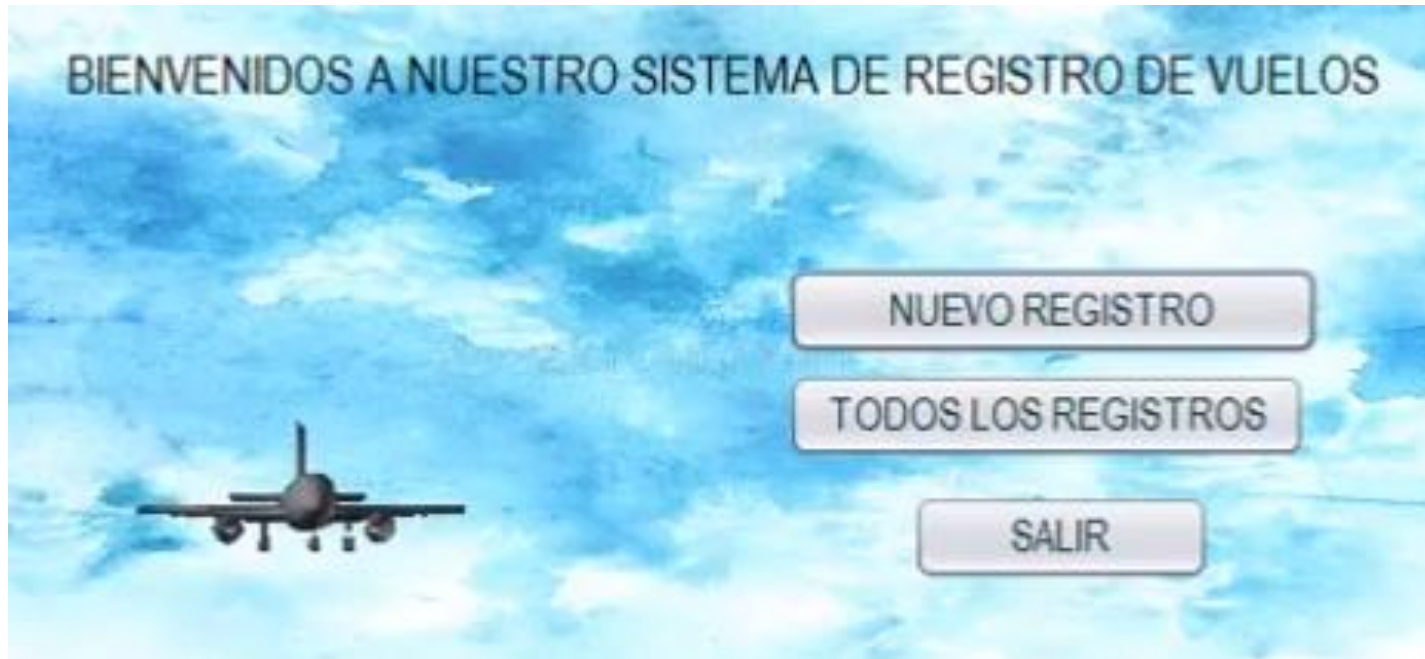 BIENVENIDOS A NUESTRO SISTEMA DE REGISTRO DE VUELOS
NUEVO REGISTRO
TODOS LOS REGISTROS
SALIR